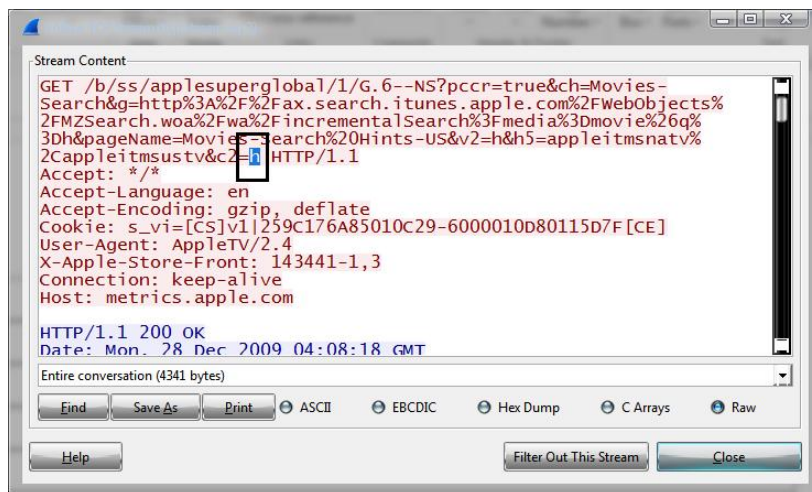 Stream Content
GET /b/ss/applesuperglobal/1/G.6--NS?pccr=true&ch=Movies-
Search&g=http%3A%2F%2Fax.search.itunes.apple.com%2FWebObjects%
2FMZSearch.woa%2Fwa%2FincrementalSearch%3Fmedia%3Dmovie%26q%
3Dh&pageName=Movies-Search%20Hints-US&v2=h&h5=appleitmsnatv%
2Cappleitmsustv&c2=h HTTP/1.1
Accept: */*
Accept-Language: en
Accept-Encoding: gzip, deflate
Cookie: s_vi=[CS]v1|259C176A85010C29-6000010D80115D7F[CE]
User-Agent: AppleTV/2.4
X-Apple-Store-Front: 143441-1,3
Connection: keep-alive
Host: metrics.apple.com
HTTP/1.1 200 OK
Date: Mon, 28 Dec 2009 04:08:18 GMT
Entire conversation (4341 bytes)
Find Save As Print ASCII EBCDIC Hex Dump C Arrays Raw
Help Filter Out This Stream Close